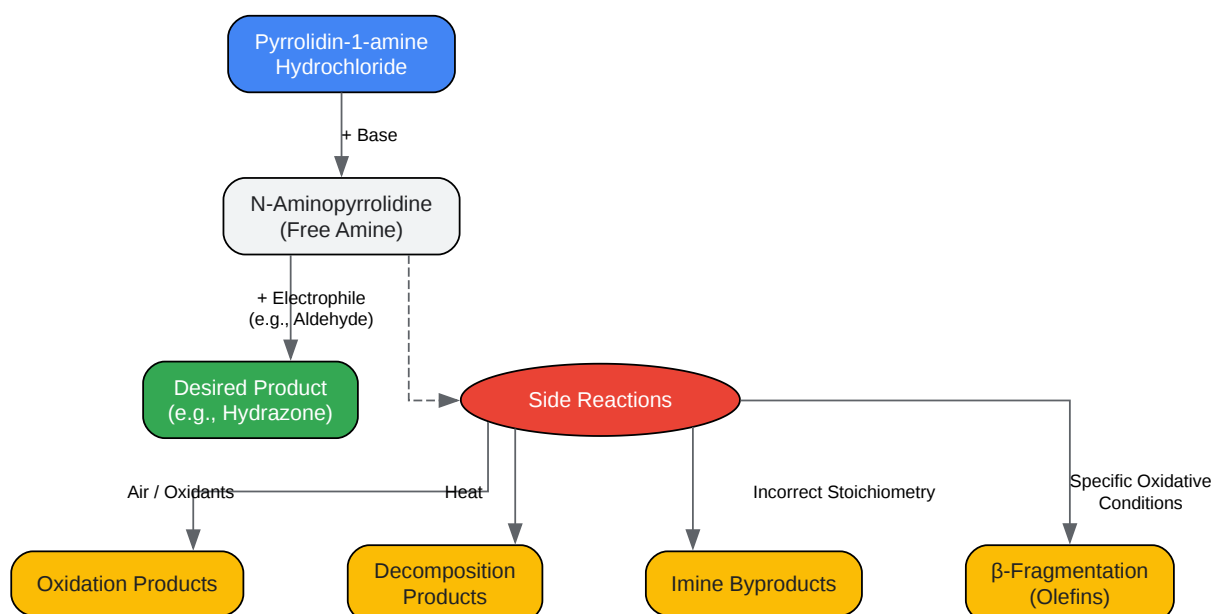 Pyrrolidin-1-amine
Hydrochloride
+ Base
N-Aminopyrrolidine
(Free Amine)
+ Electrophile
(e.g., Aldehyde)
Desired Product
(e.g., Hydrazone)
Side Reactions
Air / Oxidants
Heat
Incorrect Stoichiometry
Specific Oxidative
Conditions
Oxidation Products
Decomposition
Products
Imine Byproducts
β-Fragmentation
(Olefins)